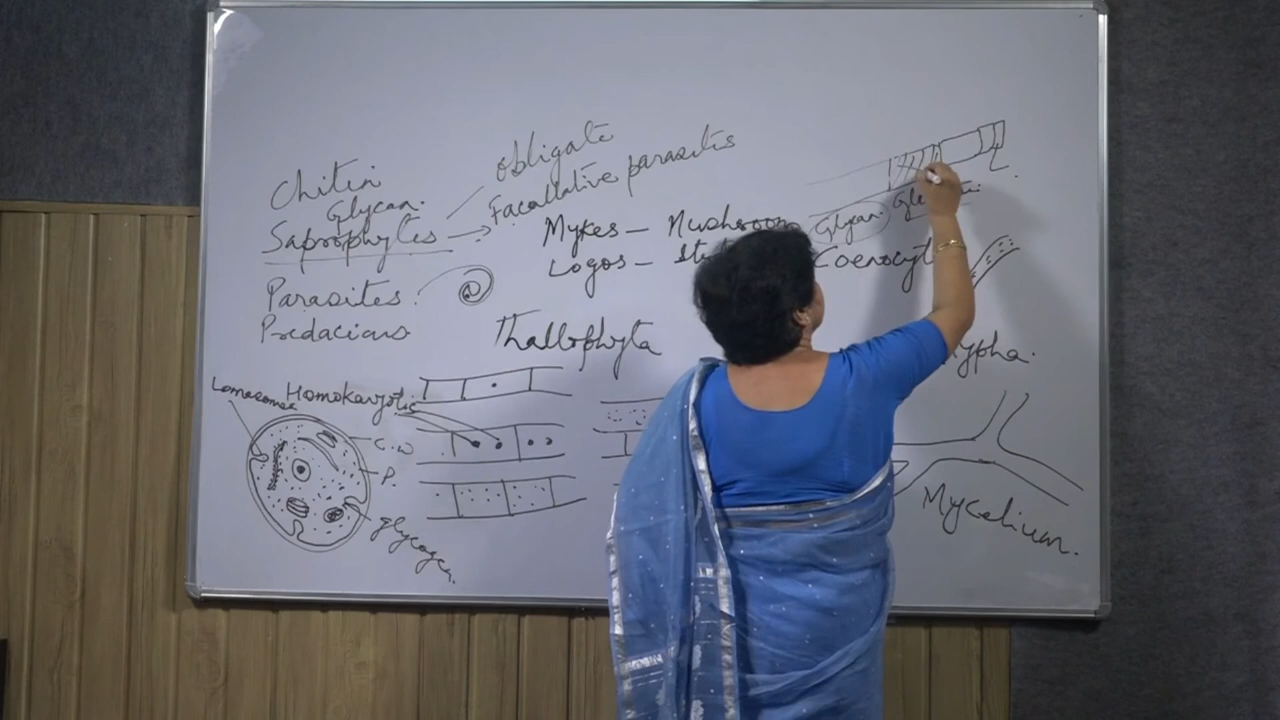 Chitin
Glycan.
Saprophytes
obligate
Facultative parasitis
Parasites.
Predacious
Mykes - Mushroom
Logos - St
Glycan.
Coenocyt
Thallophyta
Hypha.
Lomasomes
Homokaryotic
C.W
P.
glycogen.
Mycelium.